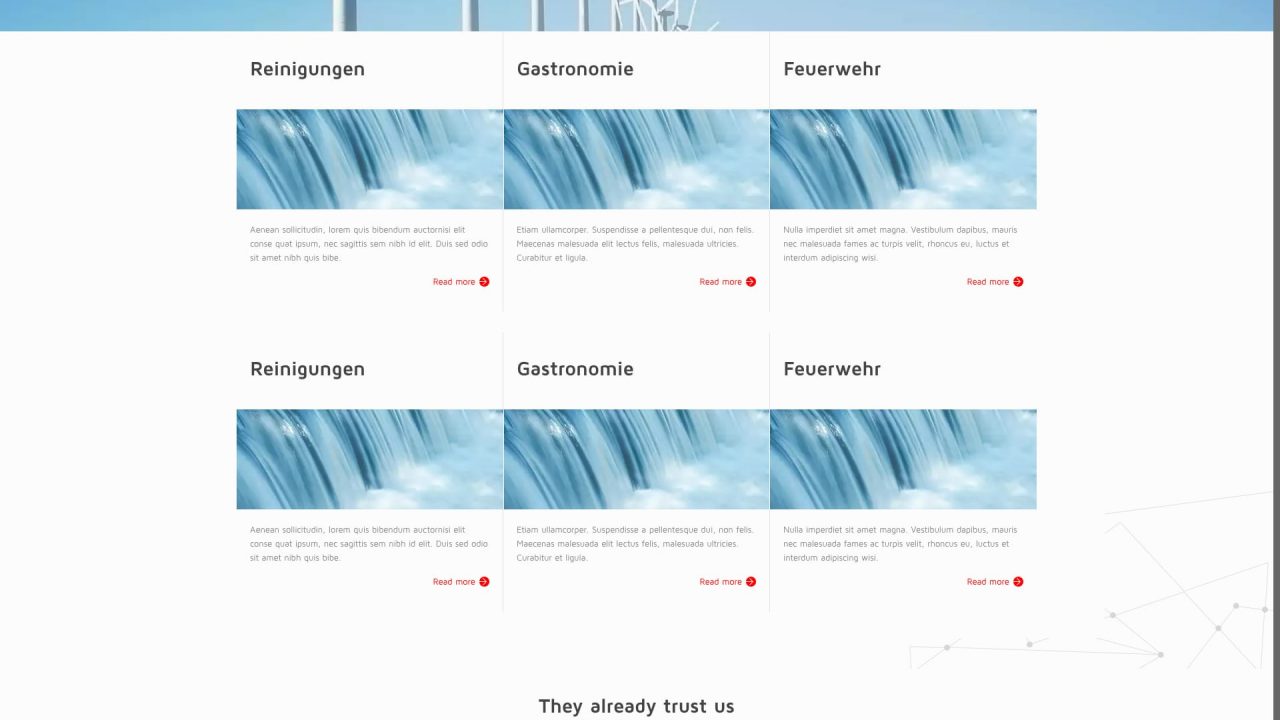 Reinigungen
Gastronomie
Feuerwehr
Aenean sollicitudin, lorem quis bibendum auctornisi elit
conse quat ipsum, nec sagittis sem nibh id elit. Duis sed odio
sit amet nibh quis bibe.
Read more
Etiam ullamcorper. Suspendisse a pellentesque dui, non felis.
Maecenas malesuada elit lectus felis, malesuada ultricies.
Curabitur et ligula.
Read more
Nulla imperdiet sit amet magna. Vestibulum dapibus, mauris
nec malesuada fames ac turpis velit, rhoncus eu, luctus et
interdum adipiscing wisi.
Read more
Reinigungen
Gastronomie
Feuerwehr
Aenean sollicitudin, lorem quis bibendum auctornisi elit
conse quat ipsum, nec sagittis sem nibh id elit. Duis sed odio
sit amet nibh quis bibe.
Read more
Etiam ullamcorper. Suspendisse a pellentesque dui, non felis.
Maecenas malesuada elit lectus felis, malesuada ultricies.
Curabitur et ligula.
Read more
Nulla imperdiet sit amet magna. Vestibulum dapibus, mauris
nec malesuada fames ac turpis velit, rhoncus eu, luctus et
interdum adipiscing wisi.
Read more
They already trust us